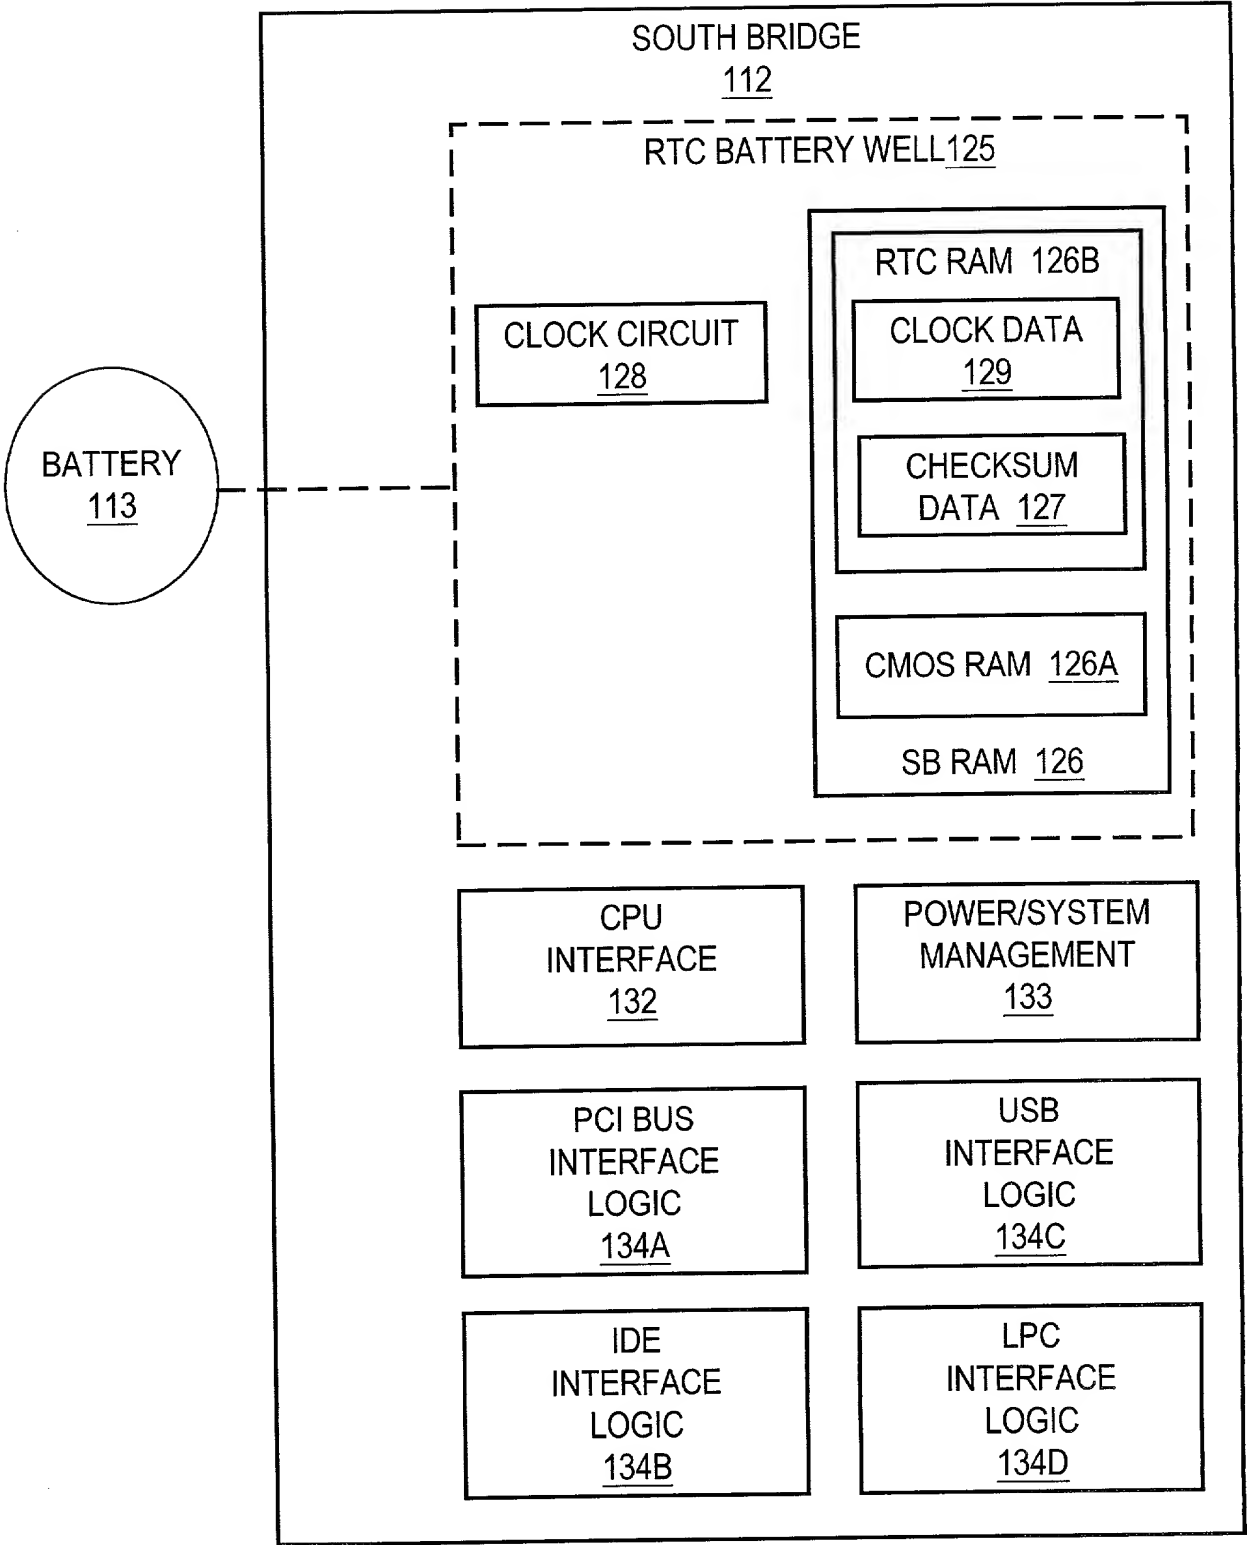 SOUTH BRIDGE
112
RTC BATTERY WELL125
RTC RAM 126B
CLOCK CIRCUIT
128
CLOCK DATA
129
BATTERY
113
CHECKSUM
DATA 127
CMOS RAM 126A
SB RAM 126
CPU
INTERFACE
132
POWER/SYSTEM
MANAGEMENT
133
PCI BUS
INTERFACE
LOGIC
134A
USB
INTERFACE
LOGIC
134C
IDE
INTERFACE
LOGIC
134B
LPC
INTERFACE
LOGIC
134D